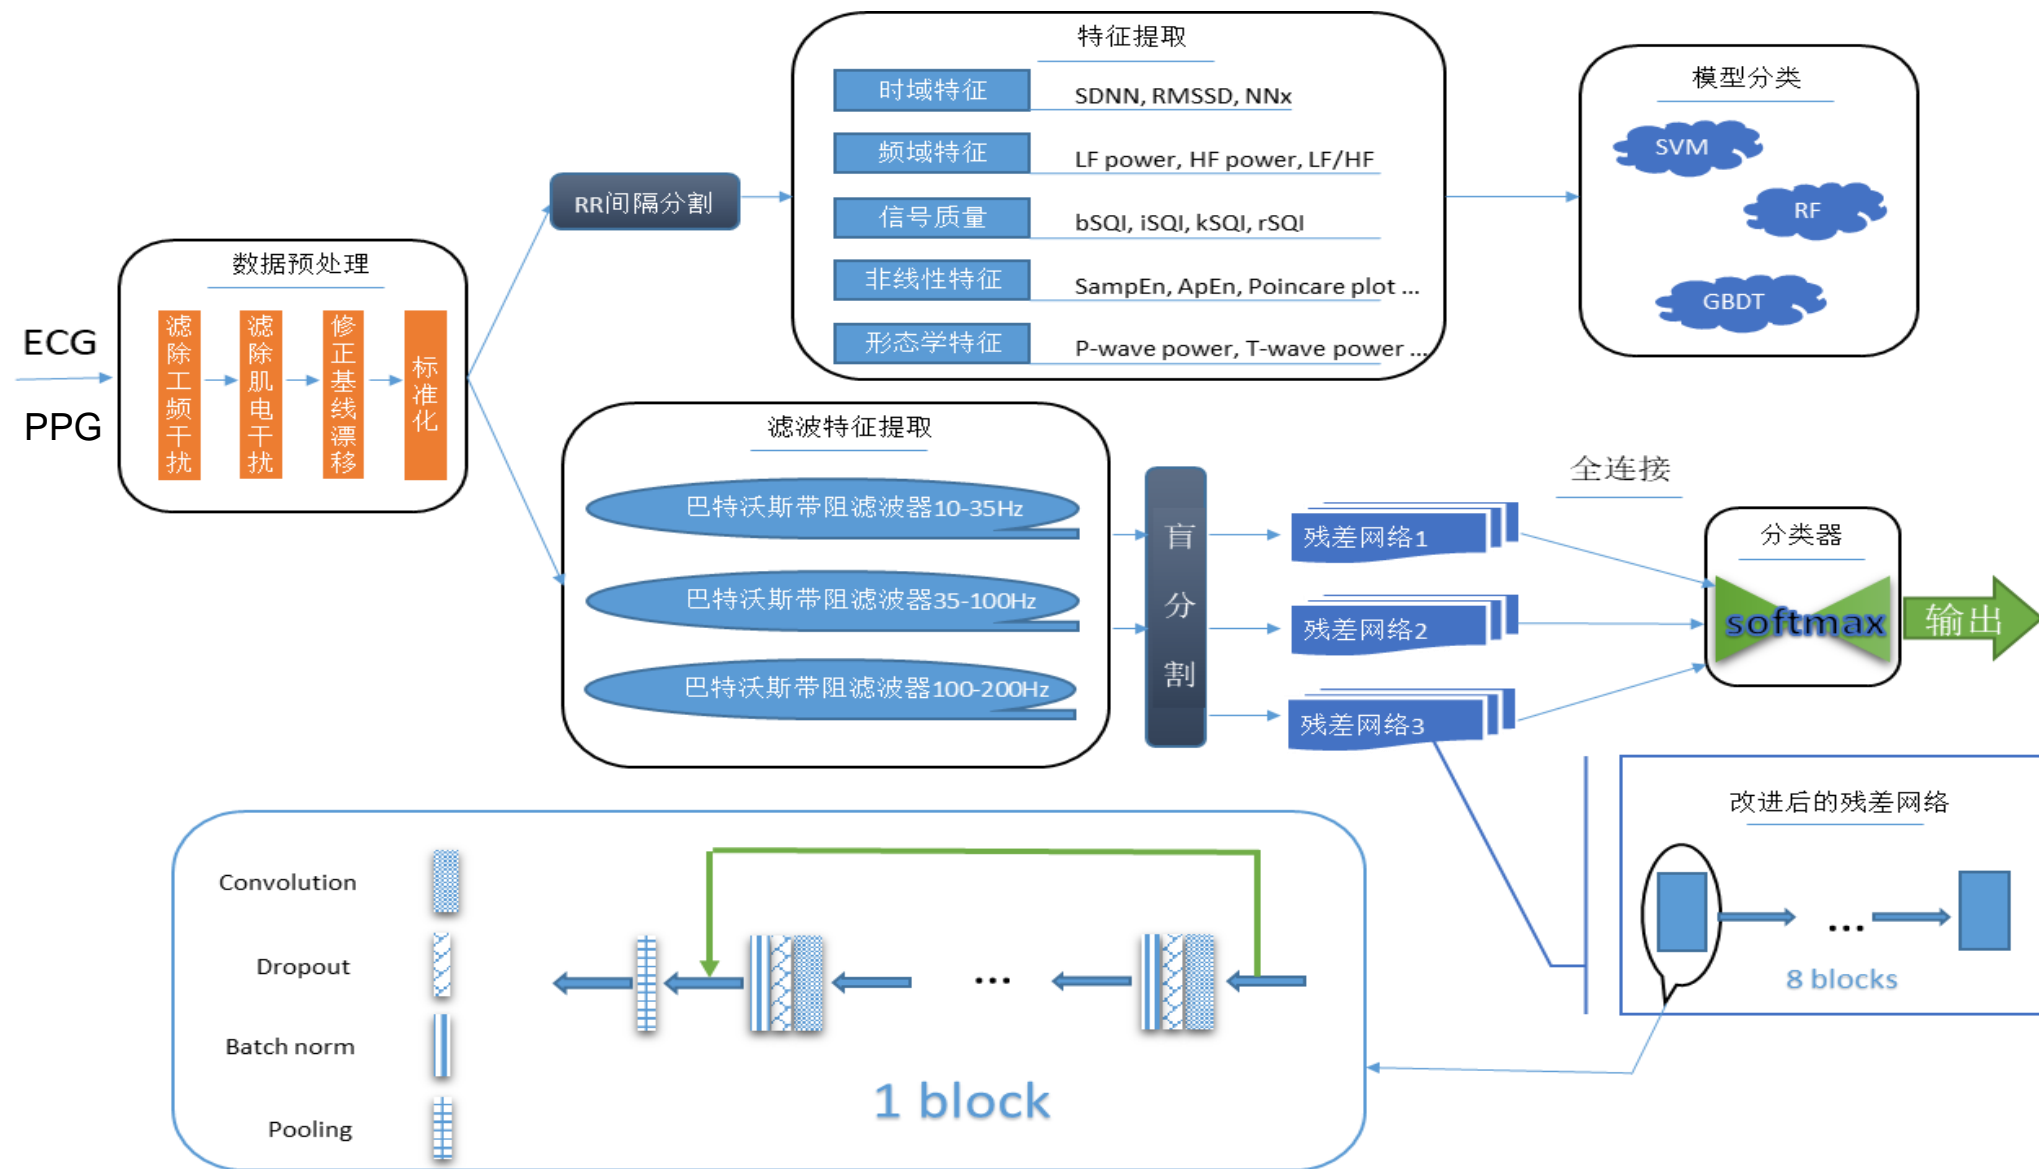 ECG
PPG
数据预处理
滤除工频干扰
滤除肌电干扰
修正基线漂移
标准化
RR间隔分割
特征提取
时域特征
SDNN, RMSSD, NNx
频域特征
LF power, HF power, LF/HF
信号质量
bSQI, iSQI, kSQI, rSQI
非线性特征
SampEn, ApEn, Poincare plot ...
形态学特征
P-wave power, T-wave power ...
模型分类
SVM
RF
GBDT
滤波特征提取
巴特沃斯带阻滤波器10-35Hz
巴特沃斯带阻滤波器35-100Hz
巴特沃斯带阻滤波器100-200Hz
盲分割
残差网络1
残差网络2
残差网络3
全连接
分类器
softmax
输出
改进后的残差网络
...
8 blocks
Convolution
Dropout
Batch norm
Pooling
...
1 block